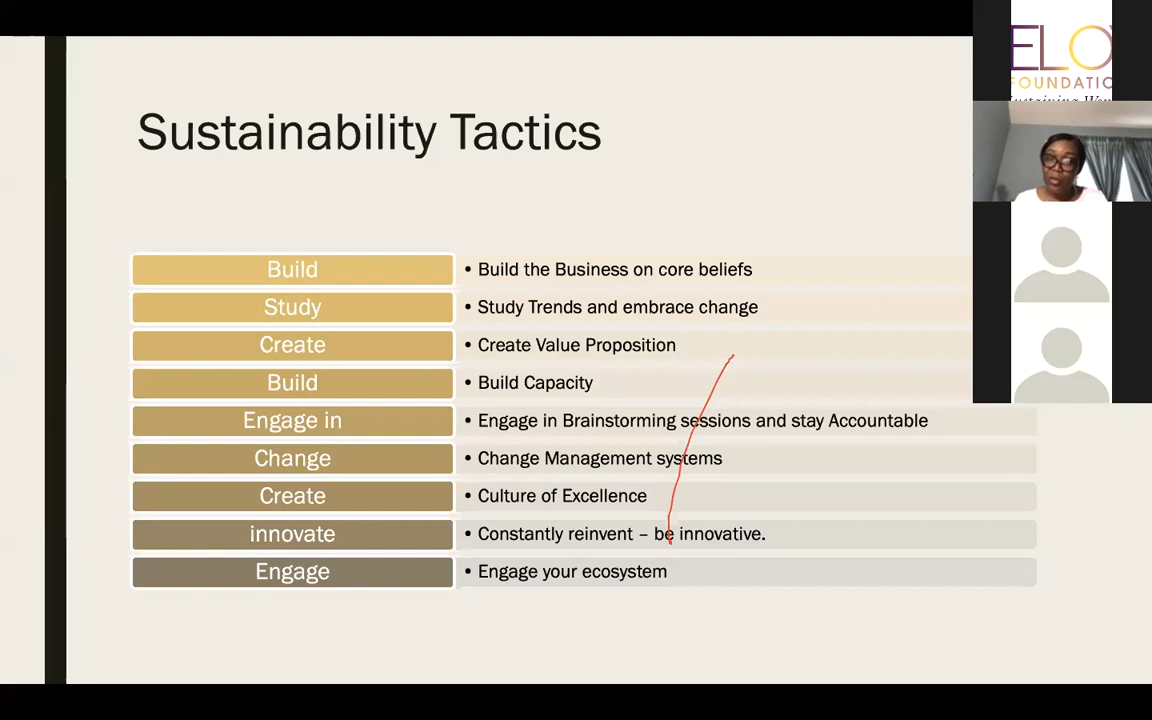 Sustainability Tactics
Build
• Build the Business on core beliefs
Study
• Study Trends and embrace change
Create
• Create Value Proposition
Build
• Build Capacity
Engage in
• Engage in Brainstorming sessions and stay Accountable
Change
• Change Management systems
Create
• Culture of Excellence
innovate
• Constantly reinvent – be innovative.
Engage
• Engage your ecosystem
ELO
FOUNDATIO